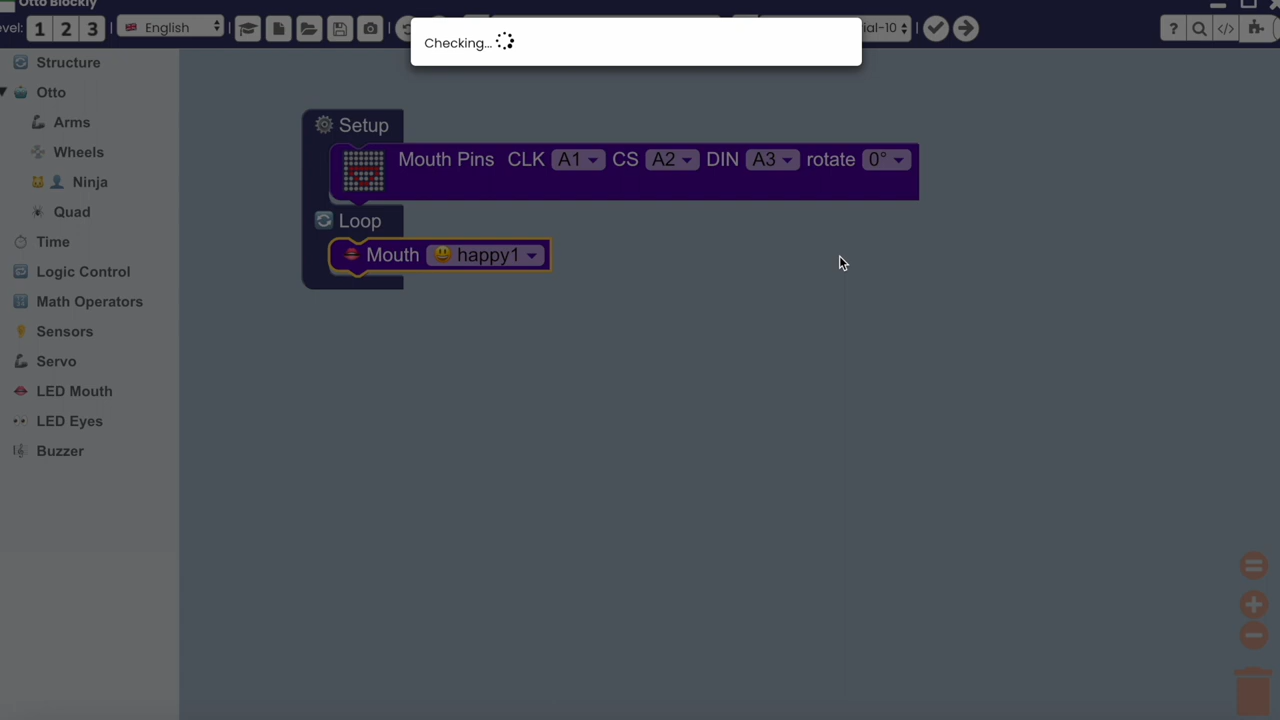 Otto Blockly
evel: 1 2 3 | English | | ial-10 | ? </>
Checking...
Structure
Otto
Arms
Wheels
Ninja
Quad
Time
Logic Control
Math Operators
Sensors
Servo
LED Mouth
LED Eyes
Buzzer
Setup
Mouth Pins CLK A1 CS A2 DIN A3 rotate 0°
Loop
Mouth happy1